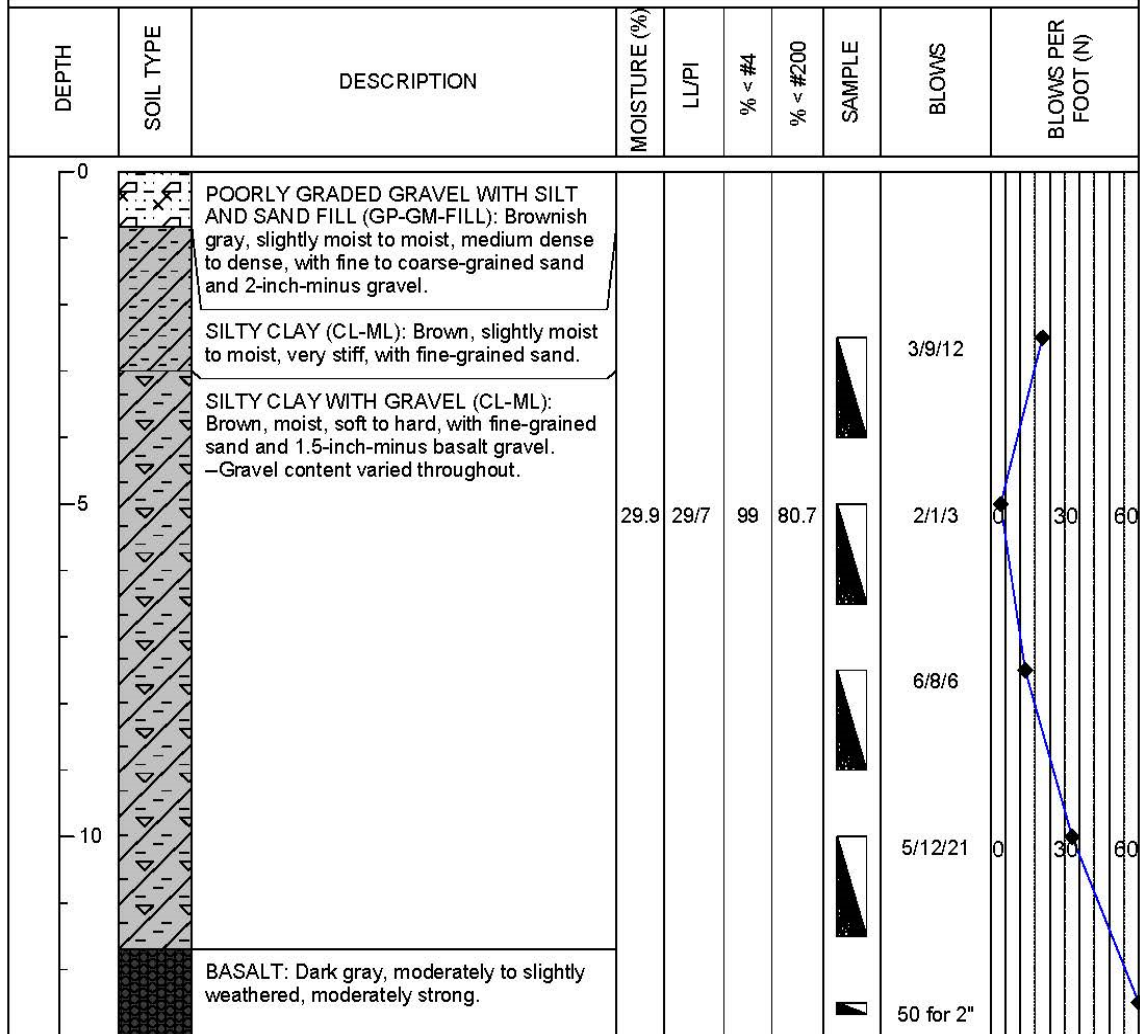 DEPTH
SOIL TYPE
DESCRIPTION
MOISTURE (%)
LL/PI
% < #4
% < #200
SAMPLE
BLOWS
BLOWS PER
FOOT (N)
0
POORLY GRADED GRAVEL WITH SILT
AND SAND FILL (GP-GM-FILL): Brownish
gray, slightly moist to moist, medium dense
to dense, with fine to coarse-grained sand
and 2-inch-minus gravel.
SILTY CLAY (CL-ML): Brown, slightly moist
to moist, very stiff, with fine-grained sand.
3/9/12
SILTY CLAY WITH GRAVEL (CL-ML):
Brown, moist, soft to hard, with fine-grained
sand and 1.5-inch-minus basalt gravel.
–Gravel content varied throughout.
5 29.9 29/7 99 80.7 2/1/3 0 30 60
6/8/6
10 5/12/21 0 30 60
BASALT: Dark gray, moderately to slightly
weathered, moderately strong.
50 for 2"